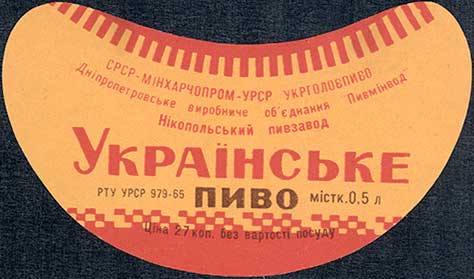 СРСР-МІНХАРЧОПРОМ-УРСР УКРГОЛОВПИВО
Дніпропетровське виробниче об'єднання "Пивмінвод"
Нікопольський пивзавод
УКРАЇНСЬКЕ
РТУ УРСР 979-65 ПИВО містк. 0,5 л
Ціна 27 коп. без вартості посуду